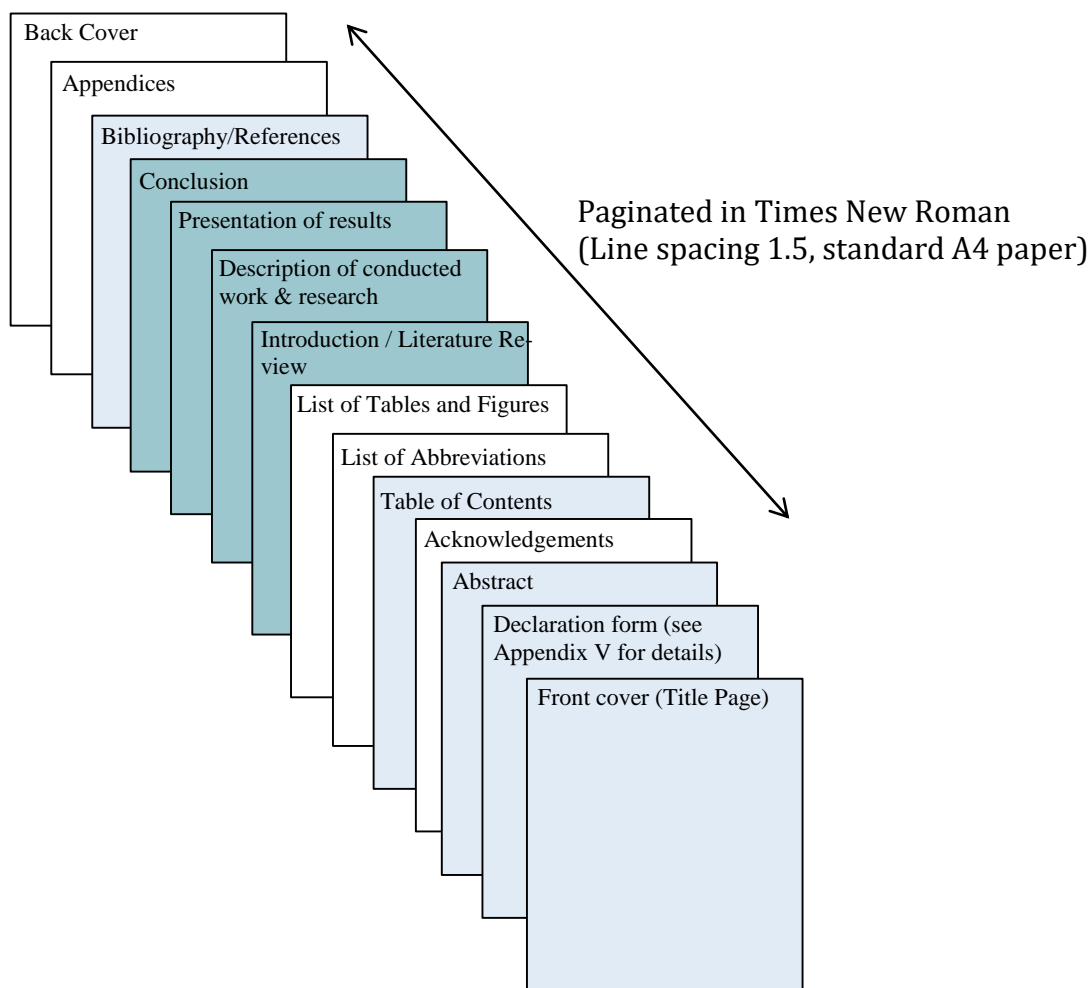 Back Cover
Appendices
Bibliography/References
Conclusion
Presentation of results
Paginated in Times New Roman
(Line spacing 1.5, standard A4 paper)
Description of conducted
work & research
Introduction / Literature Re-
view
List of Tables and Figures
List of Abbreviations
Table of Contents
Acknowledgements
Abstract
Declaration form (see
Appendix V for details)
Front cover (Title Page)